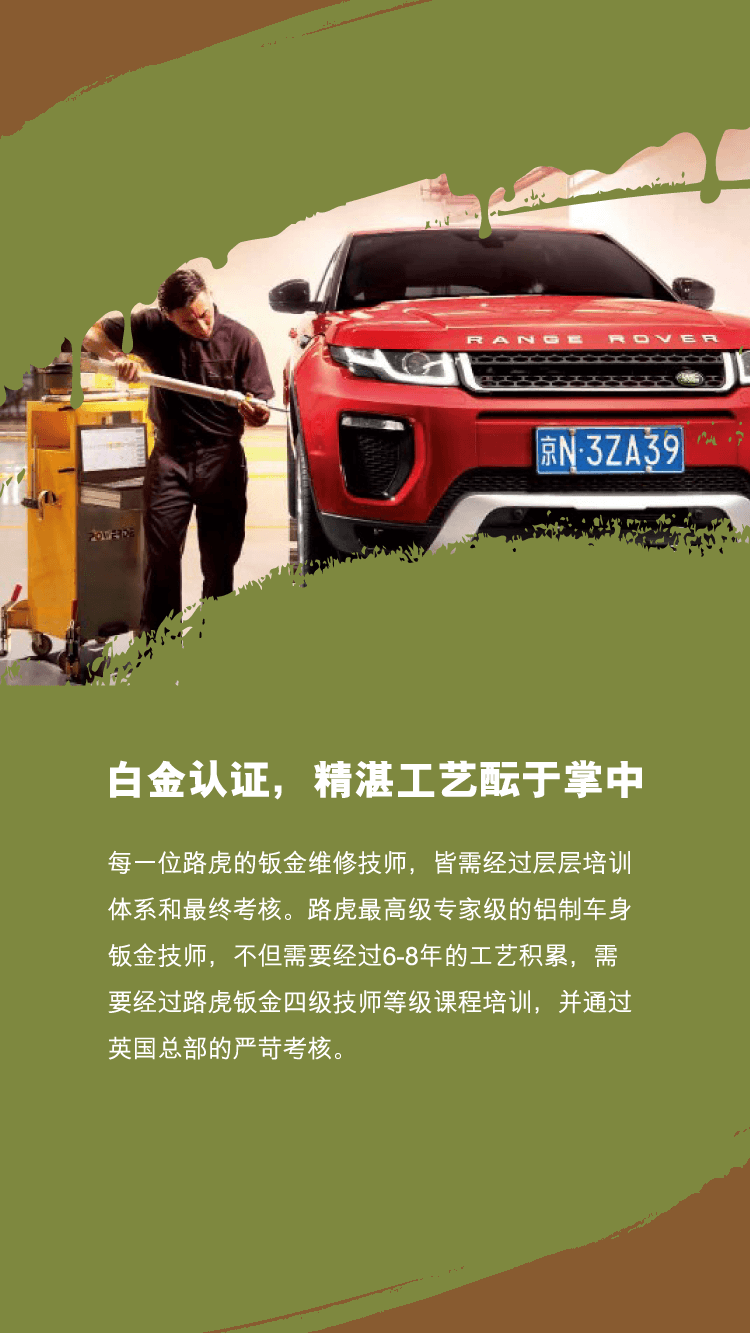 RANGE ROVER
京N·3ZA39
白金认证，精湛工艺酝于掌中
每一位路虎的钣金维修技师，皆需经过层层培训
体系和最终考核。路虎最高级专家级的铝制车身
钣金技师，不但需要经过6-8年的工艺积累，需
要经过路虎钣金四级技师等级课程培训，并通过
英国总部的严苛考核。